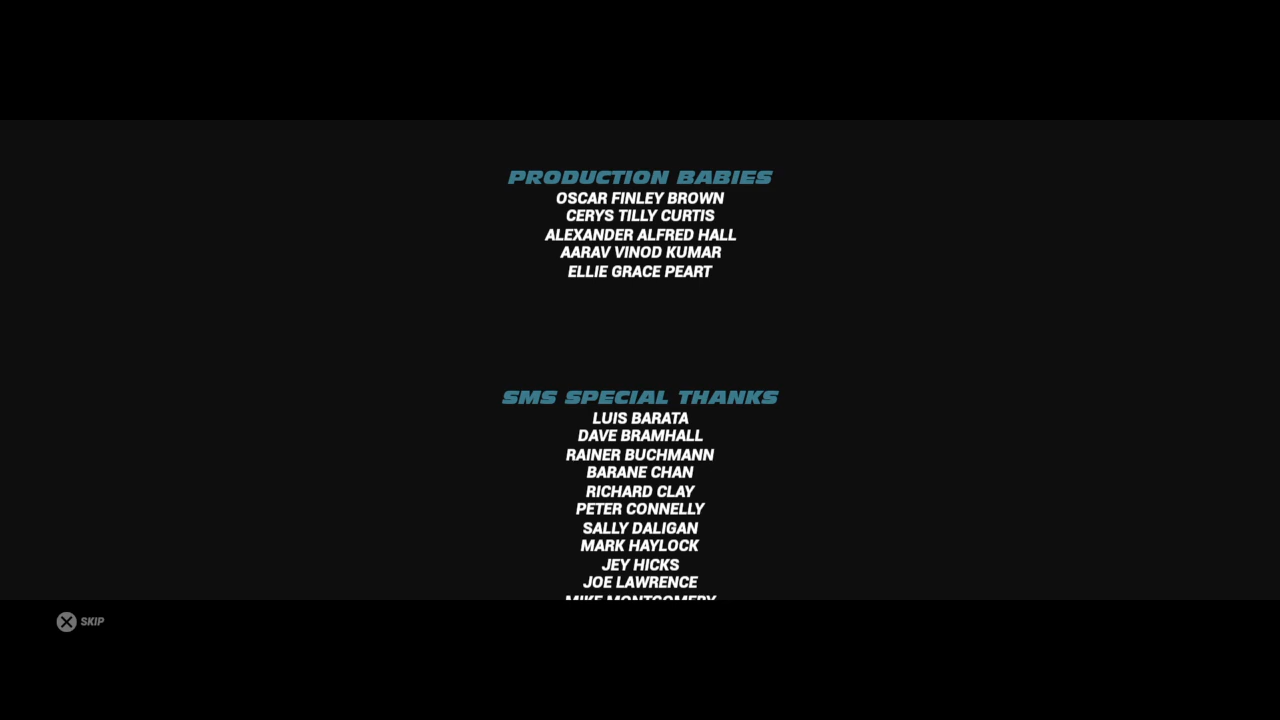 PRODUCTION BABIES
OSCAR FINLEY BROWN
CERYS TILLY CURTIS
ALEXANDER ALFRED HALL
AARAV VINOD KUMAR
ELLIE GRACE PEART
SMS SPECIAL THANKS
LUIS BARATA
DAVE BRAMHALL
RAINER BUCHMANN
BARANE CHAN
RICHARD CLAY
PETER CONNELLY
SALLY DALIGAN
MARK HAYLOCK
JEY HICKS
JOE LAWRENCE
MIKE MONTGOMERY
SKIP